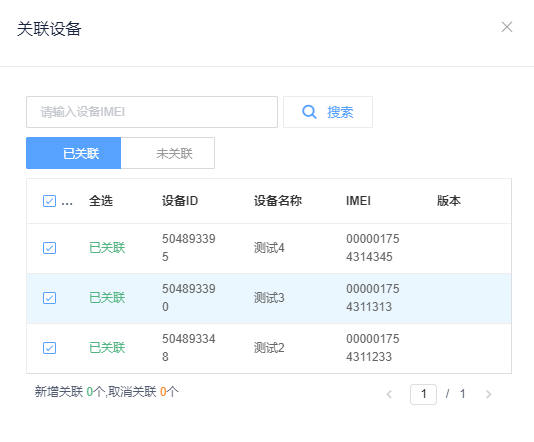 关联设备
请输入设备IMEI
搜索
已关联 未关联
... 全选 设备ID 设备名称 IMEI 版本
已关联 50489339 测试4 00000175
5 4314345
已关联 50489339 测试3 00000175
0 4311313
已关联 50489334 测试2 00000175
8 4311233
新增关联 0个,取消关联 0个 1 / 1